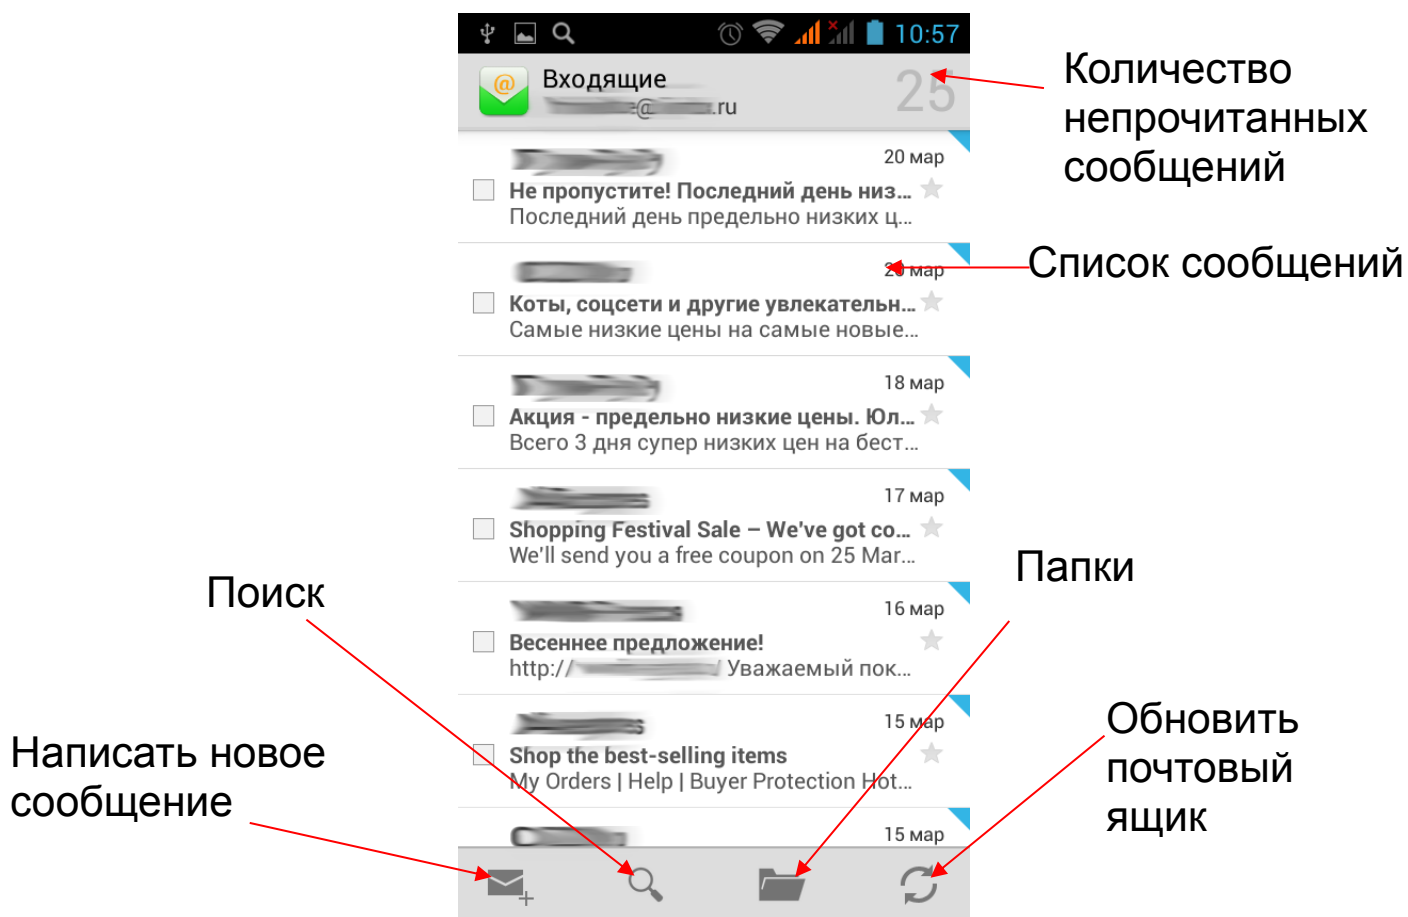 10:57
Входящие
.ru
25
Количество
непрочитанных
сообщений
20 мар
Не пропустите! Последний день низ...
Последний день предельно низких ц...
20 мар
Список сообщений
Коты, соцсети и другие увлекательн...
Самые низкие цены на самые новые...
18 мар
Акция - предельно низкие цены. Юл...
Всего 3 дня супер низких цен на бест...
17 мар
Shopping Festival Sale – We've got co...
We'll send you a free coupon on 25 Mar...
Папки
Поиск
16 мар
Весеннее предложение!
http:// / Уважаемый пок...
15 мар
Shop the best-selling items
My Orders | Help | Buyer Protection Hot...
Обновить
почтовый
ящик
Написать новое
сообщение
15 мар